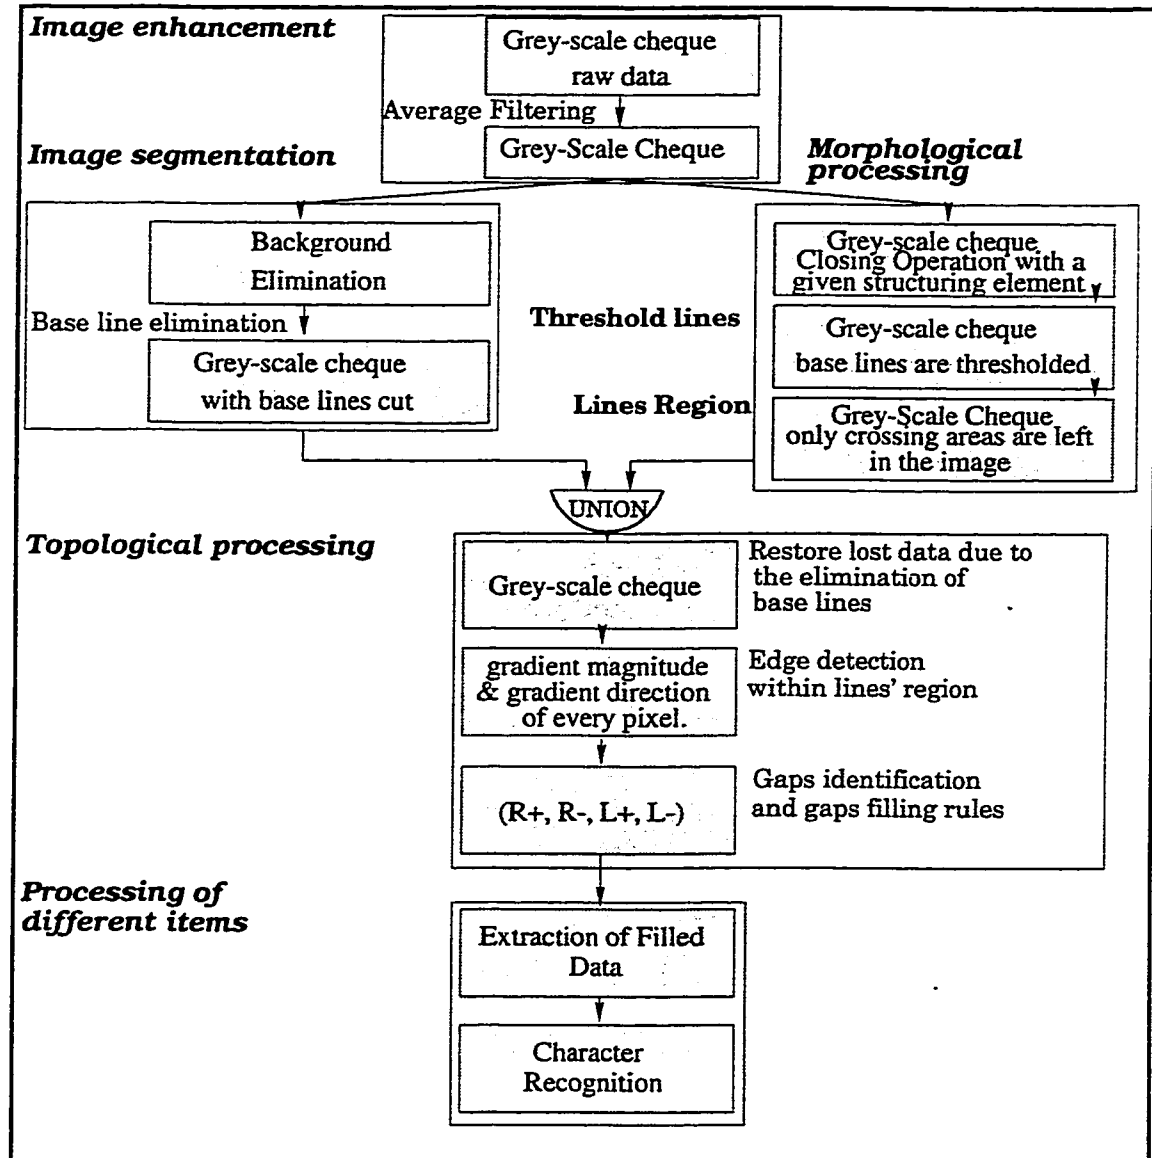 Image enhancement
Grey-scale cheque
raw data
Average Filtering
Grey-Scale Cheque
Image segmentation
Morphological
processing
Background
Elimination
Base line elimination
Grey-scale cheque
with base lines cut
Threshold lines
Lines Region
Grey-scale cheque
Closing Operation with a
given structuring element
Grey-scale cheque
base lines are thresholded
Grey-Scale Cheque
only crossing areas are left
in the image
UNION
Topological processing
Grey-scale cheque
Restore lost data due to
the elimination of
base lines
gradient magnitude
& gradient direction
of every pixel.
Edge detection
within lines' region
(R+, R-, L+, L-)
Gaps identification
and gaps filling rules
Processing of
different items
Extraction of Filled
Data
Character
Recognition